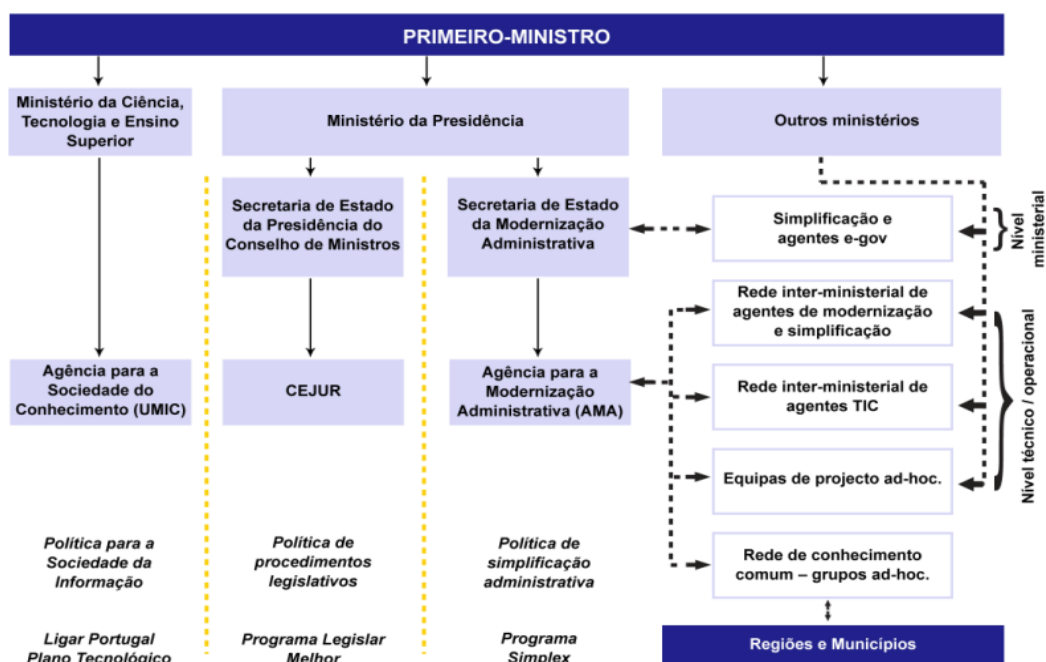 PRIMEIRO-MINISTRO
Ministério da Ciência,
Tecnologia e Ensino
Superior
Ministério da Presidência
Outros ministérios
Secretaria de Estado
da Presidência do
Conselho de Ministros
Secretaria de Estado
da Modernização
Administrativa
Simplificação e
agentes e-gov
Nível
ministerial
Rede inter-ministerial de
agentes de modernização
e simplificação
Agência para a
Sociedade do
Conhecimento (UMIC)
CEJUR
Agência para a
Modernização
Administrativa (AMA)
Rede inter-ministerial de
agentes TIC
Nível técnico / operacional
Equipas de projecto ad-hoc.
Política para a
Sociedade da
Informação
Política de
procedimentos
legislativos
Política de
simplificação
administrativa
Rede de conhecimento
comum – grupos ad-hoc.
Ligar Portugal
Plano Tecnológico
Programa Legislar
Melhor
Programa
Simplex
Regiões e Municípios